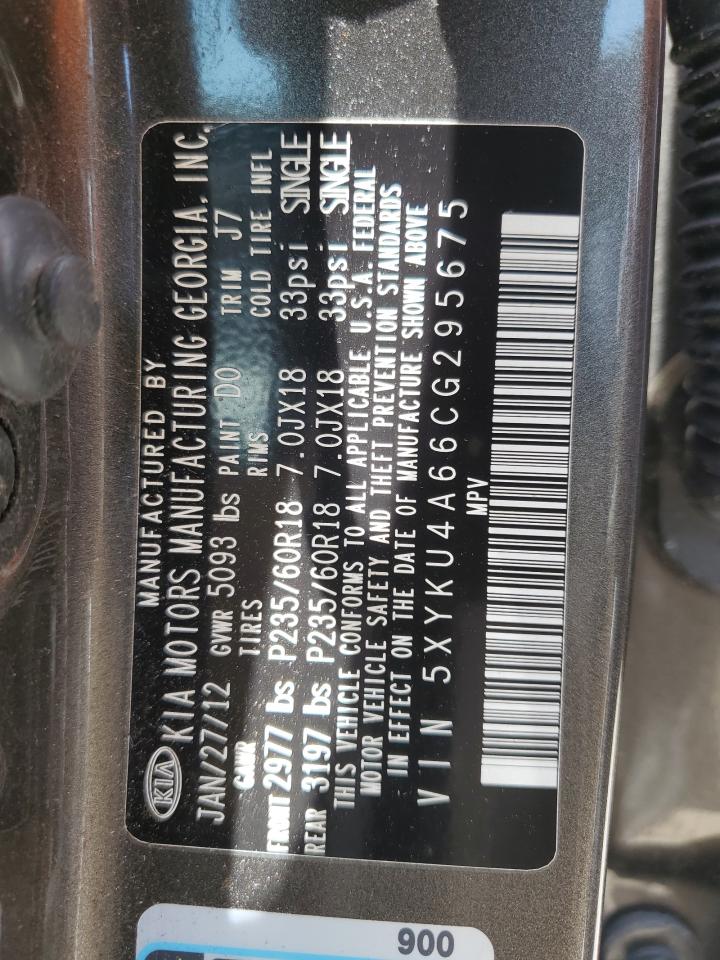 MANUFACTURED BY
KIA KIA MOTORS MANUFACTURING GEORGIA. INC.
JAN/27/12 GVWR 5093 lbs PAINT D0 TRIM J7
GAWR TIRES RIMS COLD TIRE INFL
FRONT 2977 lbs P235/60R18 7.0JX18 33psi SINGLE
REAR 3197 lbs P235/60R18 7.0JX18 33psi SINGLE
THIS VEHICLE CONFORMS TO ALL APPLICABLE U.S.A. FEDERAL
MOTOR VEHICLE SAFETY AND THEFT PREVENTION STANDARDS
IN EFFECT ON THE DATE OF MANUFACTURE SHOWN ABOVE
VIN 5XYKU4A66CG295675
MPV
900